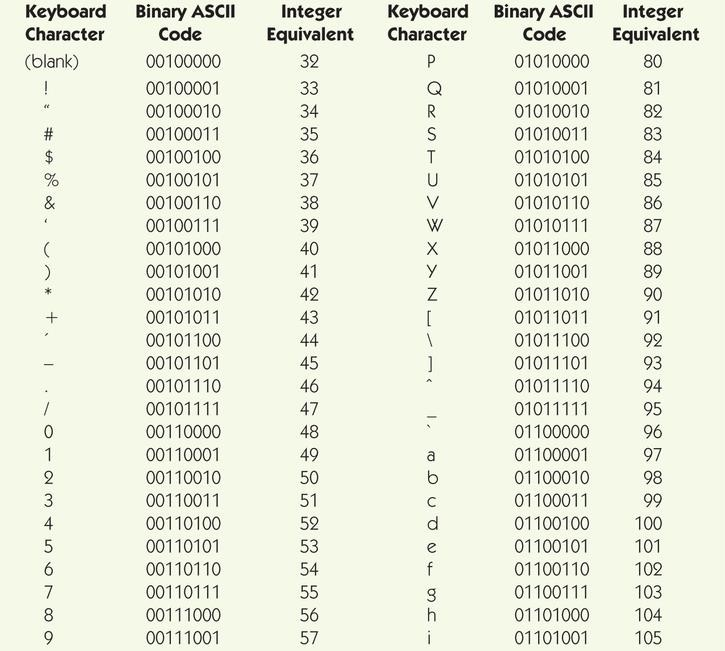 Keyboard Binary ASCII Integer Keyboard Binary ASCII Integer
Character Code Equivalent Character Code Equivalent
(blank) 00100000 32 P 01010000 80
! 00100001 33 Q 01010001 81
“ 00100010 34 R 01010010 82
# 00100011 35 S 01010011 83
$ 00100100 36 T 01010100 84
% 00100101 37 U 01010101 85
& 00100110 38 V 01010110 86
‘ 00100111 39 W 01010111 87
( 00101000 40 X 01011000 88
) 00101001 41 Y 01011001 89
* 00101010 42 Z 01011010 90
+ 00101011 43 [ 01011011 91
´ 00101100 44 \ 01011100 92
– 00101101 45 ] 01011101 93
. 00101110 46 ^ 01011110 94
/ 00101111 47 _ 01011111 95
0 00110000 48 ` 01100000 96
1 00110001 49 a 01100001 97
2 00110010 50 b 01100010 98
3 00110011 51 c 01100011 99
4 00110100 52 d 01100100 100
5 00110101 53 e 01100101 101
6 00110110 54 f 01100110 102
7 00110111 55 g 01100111 103
8 00111000 56 h 01101000 104
9 00111001 57 i 01101001 105